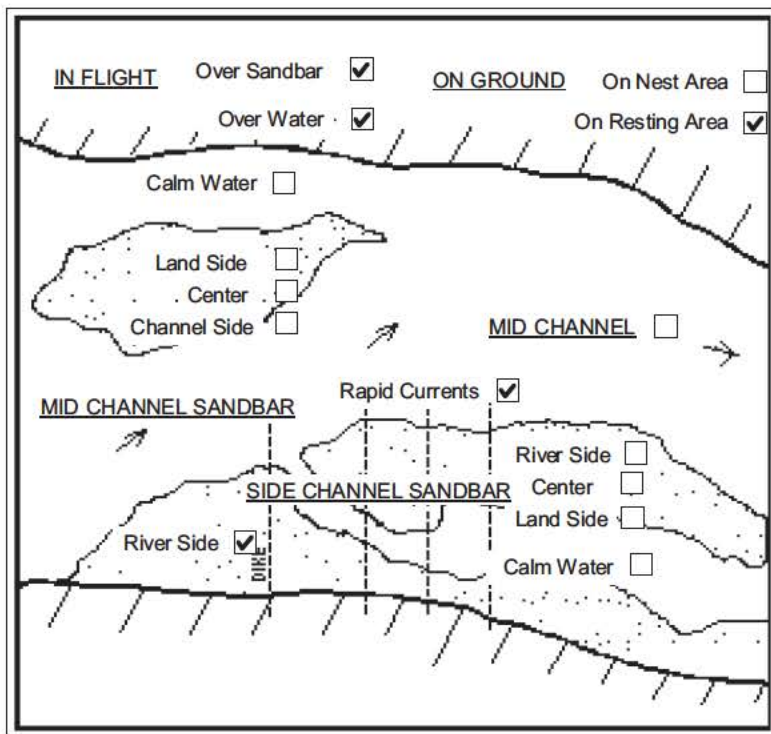 IN FLIGHT Over Sandbar ON GROUND On Nest Area
Over Water On Resting Area
Calm Water
Land Side
Center
Channel Side
MID CHANNEL
Rapid Currents
MID CHANNEL SANDBAR
River Side
SIDE CHANNEL SANDBAR Center
Land Side
River Side
DIKE
Calm Water